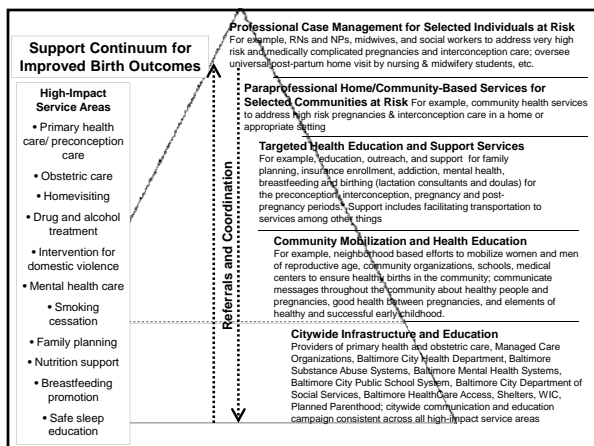 Support Continuum for
Improved Birth Outcomes
High-Impact
Service Areas
• Primary health
care/ preconception
care
• Obstetric care
• Homevisiting
• Drug and alcohol
treatment
• Intervention for
domestic violence
• Mental health care
• Smoking
cessation
• Family planning
• Nutrition support
• Breastfeeding
promotion
• Safe sleep
education
Referrals and Coordination
Professional Case Management for Selected Individuals at Risk
For example, RNs and NPs, midwives, and social workers to address very high
risk and medically complicated pregnancies and interconception care; oversee
universal post-partum home visit by nursing & midwifery students, etc.
Paraprofessional Home/Community-Based Services for
Selected Communities at Risk For example, community health services
to address high risk pregnancies & interconception care in a home or
appropriate setting
Targeted Health Education and Support Services
For example, education, outreach, and support for family
planning, insurance enrollment, addiction, mental health,
breastfeeding and birthing (lactation consultants and doulas) for
the preconception, interconception, pregnancy and post-
pregnancy periods. Support includes facilitating transportation to
services among other things
Community Mobilization and Health Education
For example, neighborhood based efforts to mobilize women and men
of reproductive age, community organizations, schools, medical
centers to ensure healthy births in the community; communicate
messages throughout the community about healthy people and
pregnancies, good health between pregnancies, and elements of
healthy and successful early childhood.
Citywide Infrastructure and Education
Providers of primary health and obstetric care, Managed Care
Organizations, Baltimore City Health Department, Baltimore
Substance Abuse Systems, Baltimore Mental Health Systems,
Baltimore City Public School System, Baltimore City Department of
Social Services, Baltimore HealthCare Access, Shelters, WIC,
Planned Parenthood; citywide communication and education
campaign consistent across all high-impact service areas